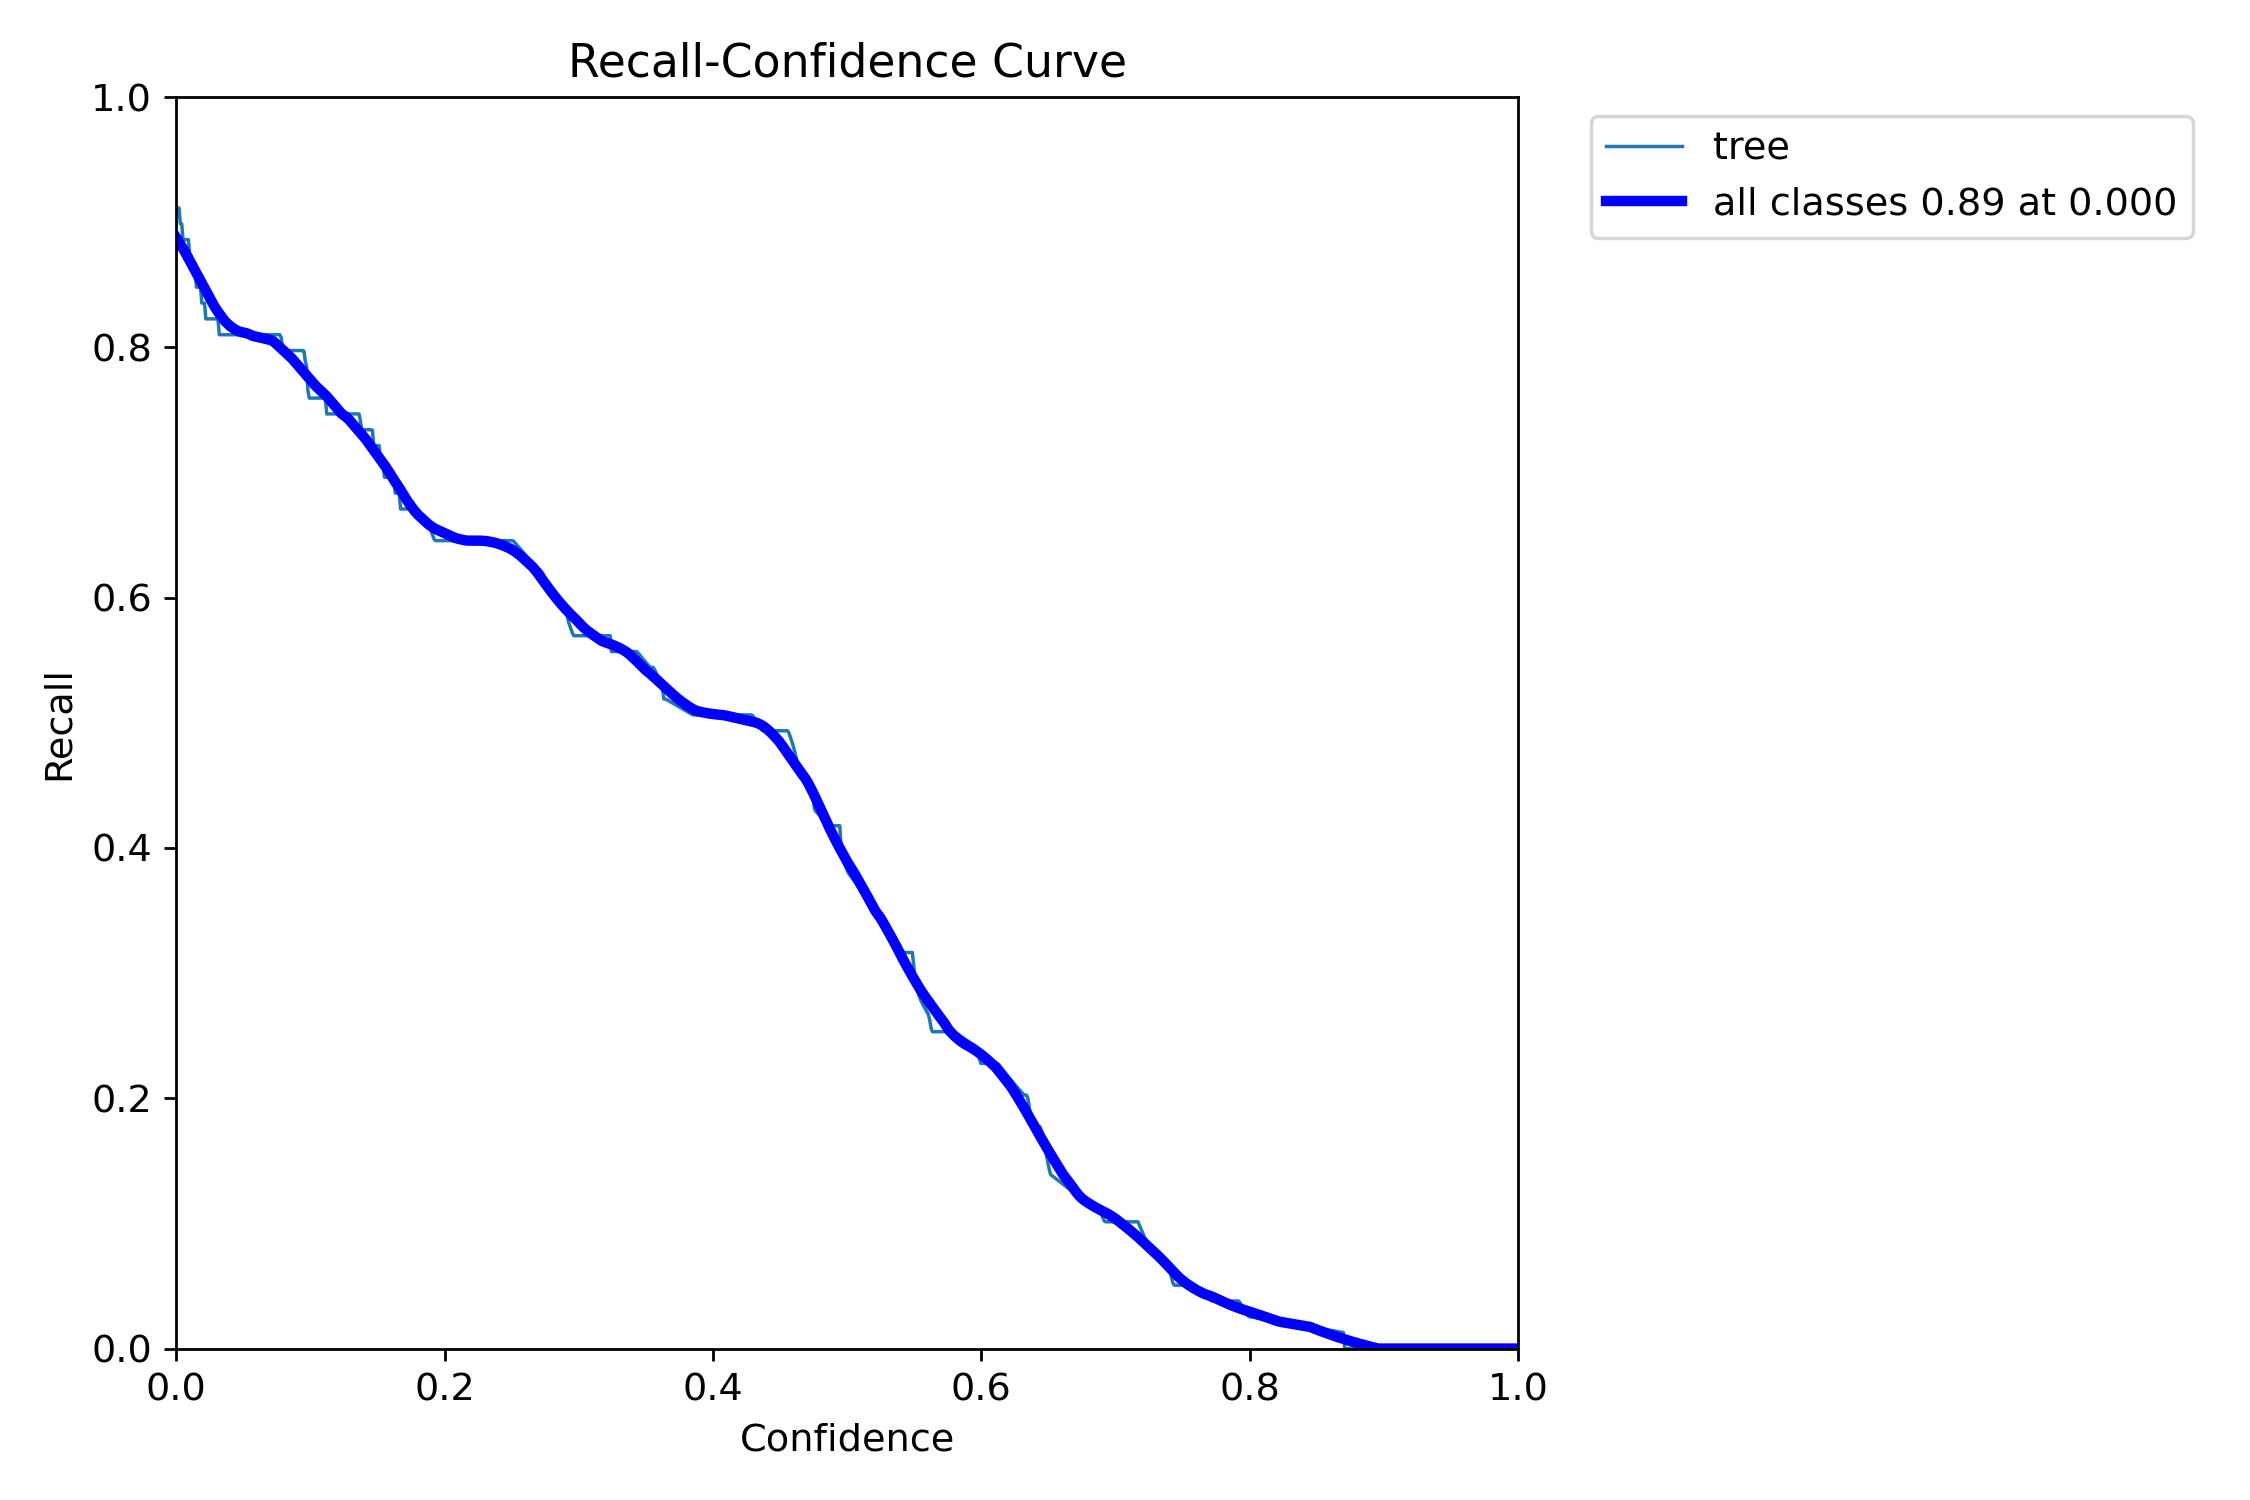 Recall-Confidence Curve
1.0
0.8
0.6
0.4
0.2
0.0
Recall
0.0 0.2 0.4 0.6 0.8 1.0
Confidence
tree
all classes 0.89 at 0.000